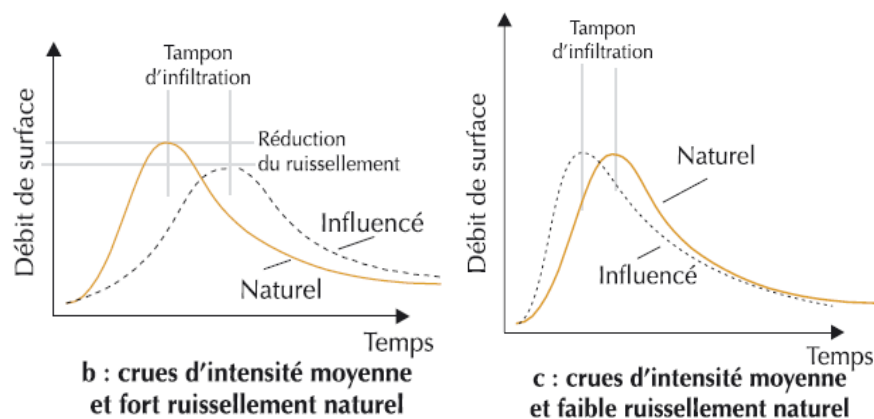 Tampon
d'infiltration
Débit de surface
Réduction
du ruissellement
Influencé
Naturel
Temps
b : crues d'intensité moyenne
et fort ruissellement naturel
Tampon
d'infiltration
Débit de surface
Naturel
Influencé
Temps
c : crues d'intensité moyenne
et faible ruissellement naturel